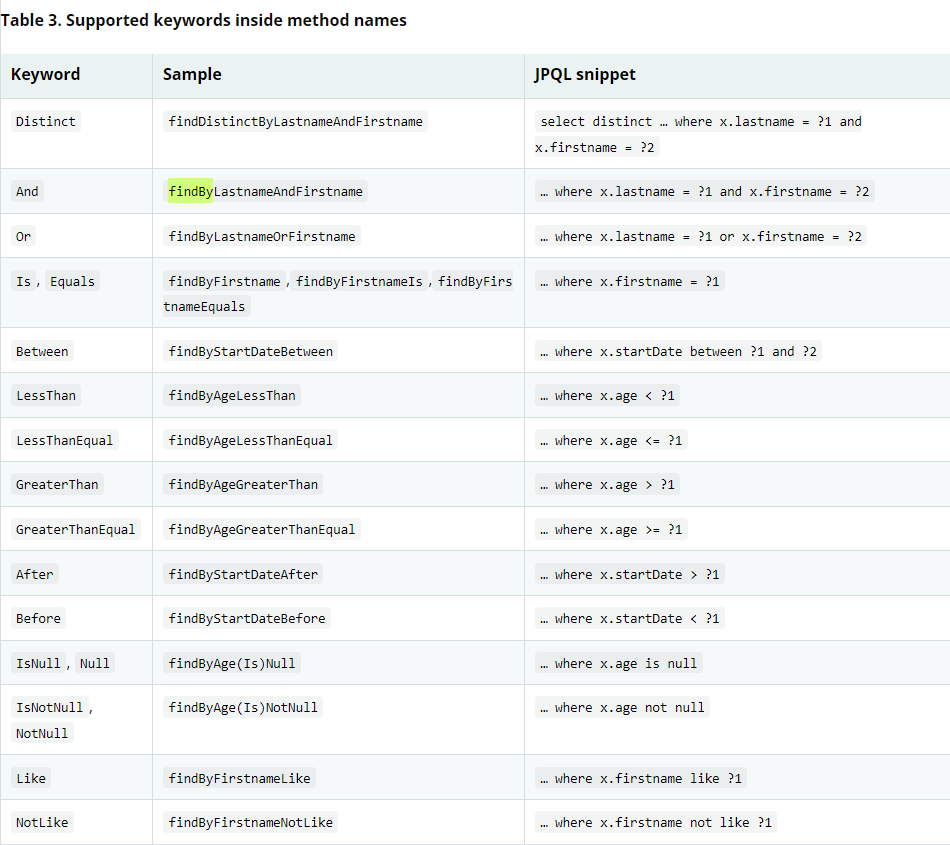 Table 3. Supported keywords inside method names
Keyword Sample JPQL snippet
Distinct findDistinctByLastnameAndFirstname select distinct … where x.lastname = ?1 and
x.firstname = ?2
And findByLastnameAndFirstname … where x.lastname = ?1 and x.firstname = ?2
Or findByLastnameOrFirstname … where x.lastname = ?1 or x.firstname = ?2
Is , Equals findByFirstname , findByFirstnameIs , findByFirs … where x.firstname = ?1
tnameEquals
Between findByStartDateBetween … where x.startDate between ?1 and ?2
LessThan findByAgeLessThan … where x.age < ?1
LessThanEqual findByAgeLessThanEqual … where x.age <= ?1
GreaterThan findByAgeGreaterThan … where x.age > ?1
GreaterThanEqual findByAgeGreaterThanEqual … where x.age >= ?1
After findByStartDateAfter … where x.startDate > ?1
Before findByStartDateBefore … where x.startDate < ?1
IsNull , Null findByAge(Is)Null … where x.age is null
IsNotNull , findByAge(Is)NotNull … where x.age not null
NotNull
Like findByFirstnameLike … where x.firstname like ?1
NotLike findByFirstnameNotLike … where x.firstname not like ?1